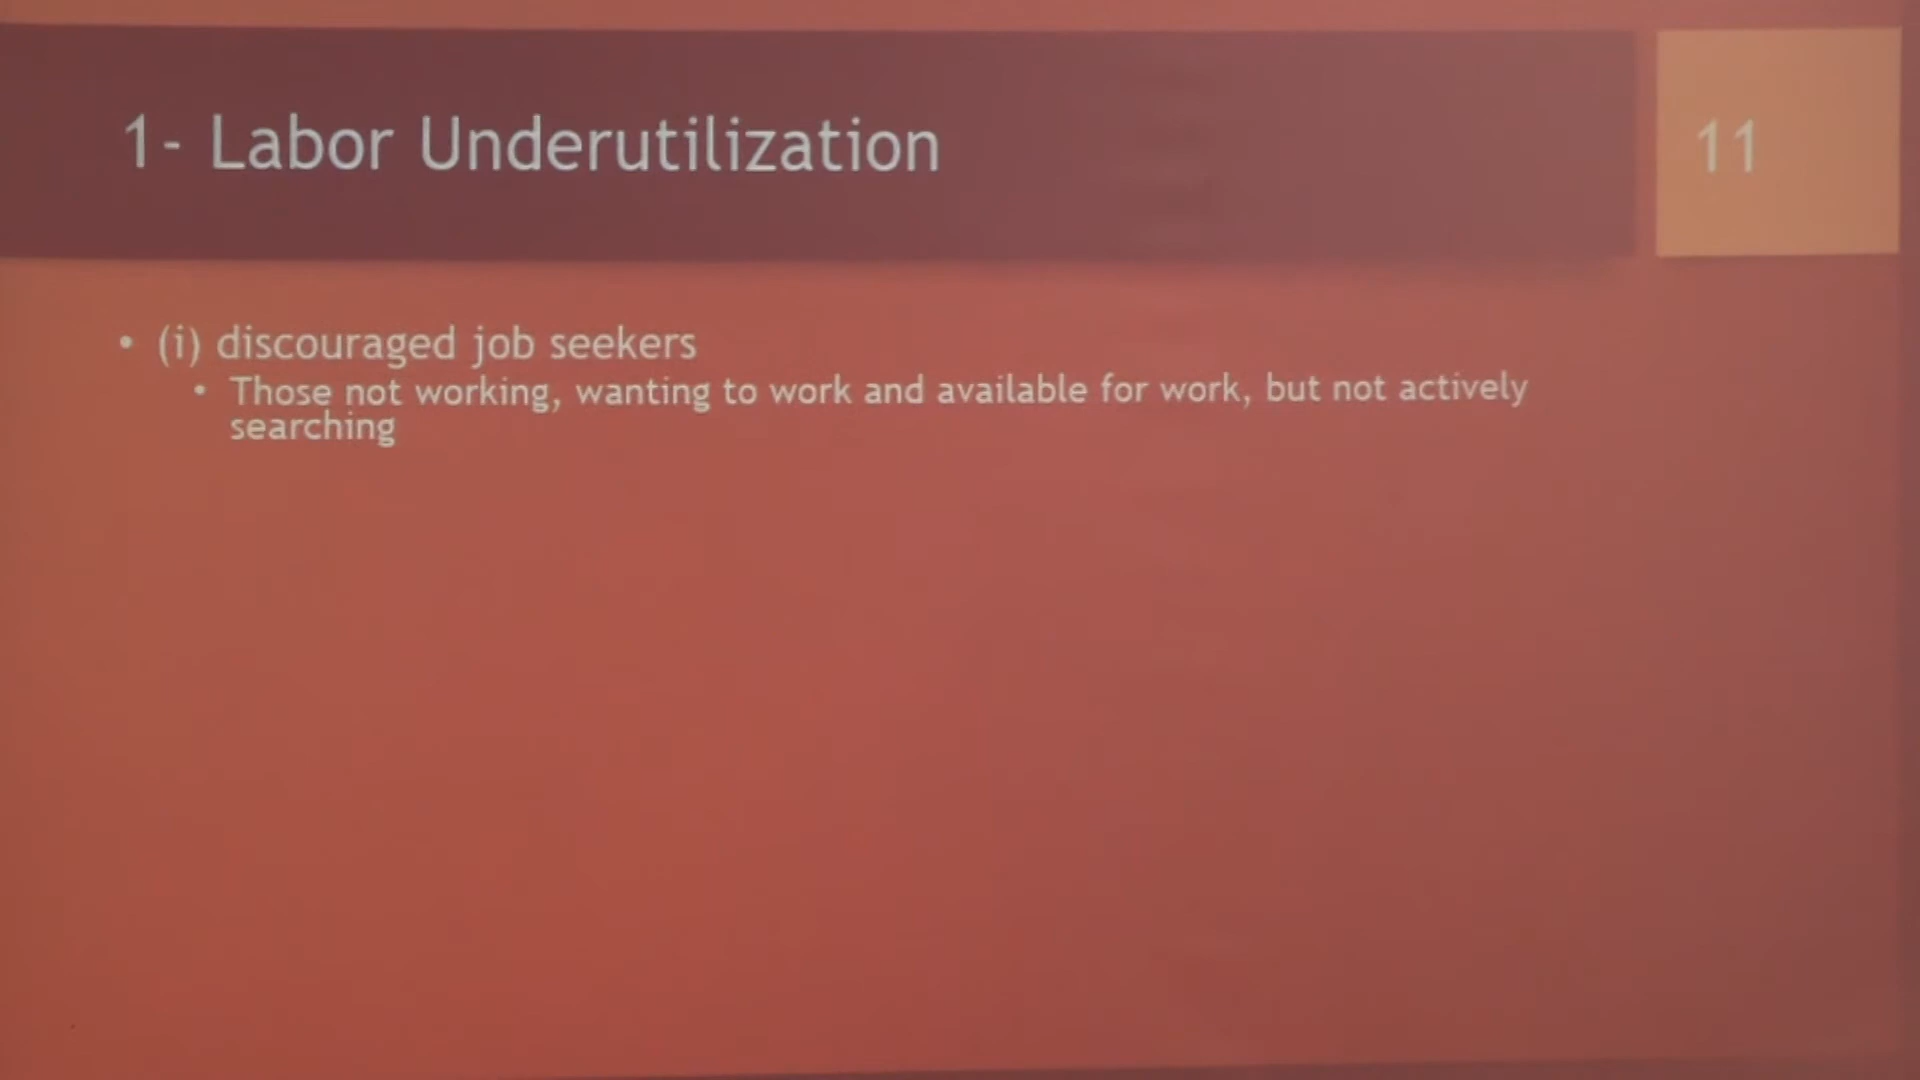 1- Labor Underutilization
11
• (i) discouraged job seekers
• Those not working, wanting to work and available for work, but not actively
searching